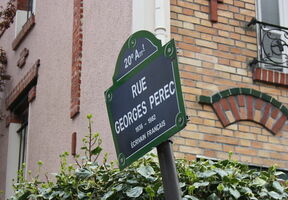 20e Arrt
RUE
GEORGES PEREC
1936 - 1982
ÉCRIVAIN FRANÇAIS